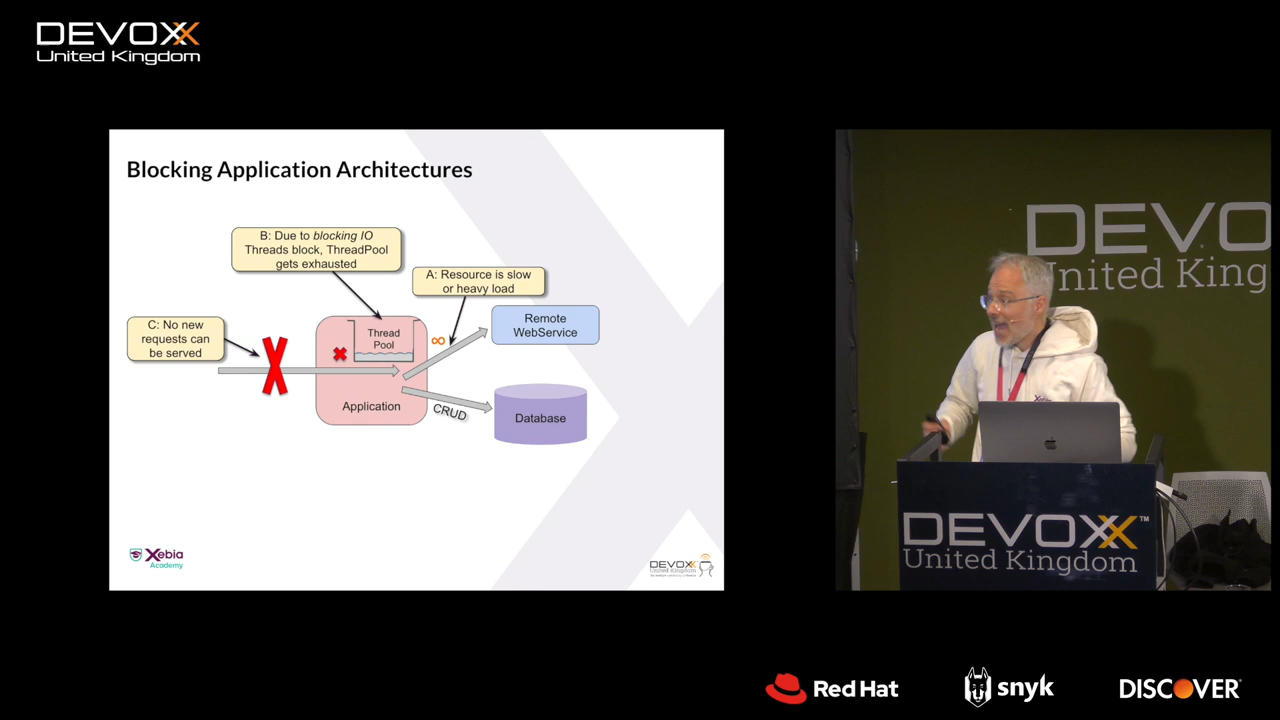 DEVOXX
United Kingdom
Blocking Application Architectures
B: Due to blocking IO
Threads block, ThreadPool
gets exhausted
A: Resource is slow
or heavy load
C: No new
requests can
be served
Thread
Pool
∞
Remote
WebService
Application
CRUD
Database
Xebia
Academy
DEVOXX
United Kingdom
DEVO
United King
DEVOXX™
United Kingdom
Red Hat
snyk
DISCOVER